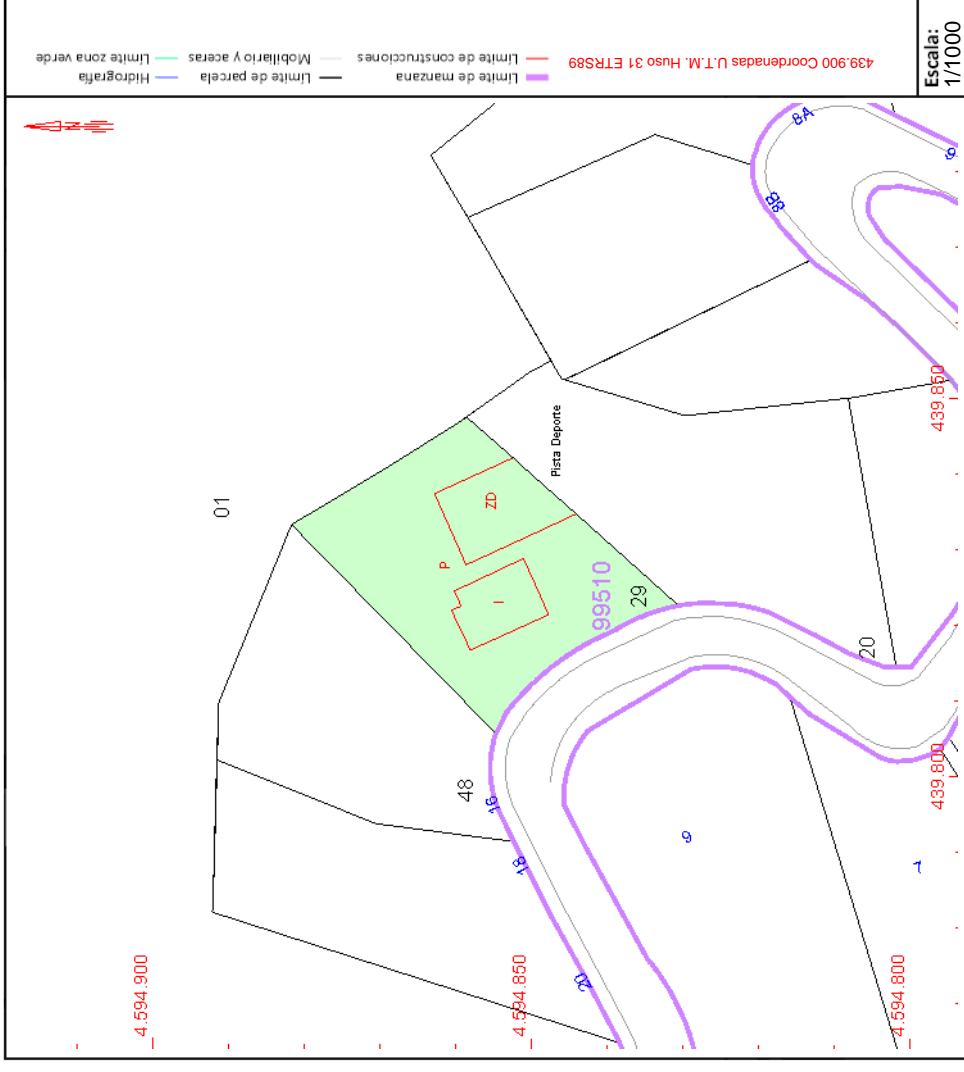 439.900 Coordenadas U.T.M. Huso 31 ETRS89
Límite de manzana
Límite de construcciones
Límite de parcela
Mobiliario y aceras
Hidrografía
Límite zona verde
Escala:
1/1000
N
8A
8B
6
01
439.850
Pista Deporte
ZD
P
I
99510
29
20
48
16
18
439.800
9
7
20
4.594.900
4.594.850
4.594.800